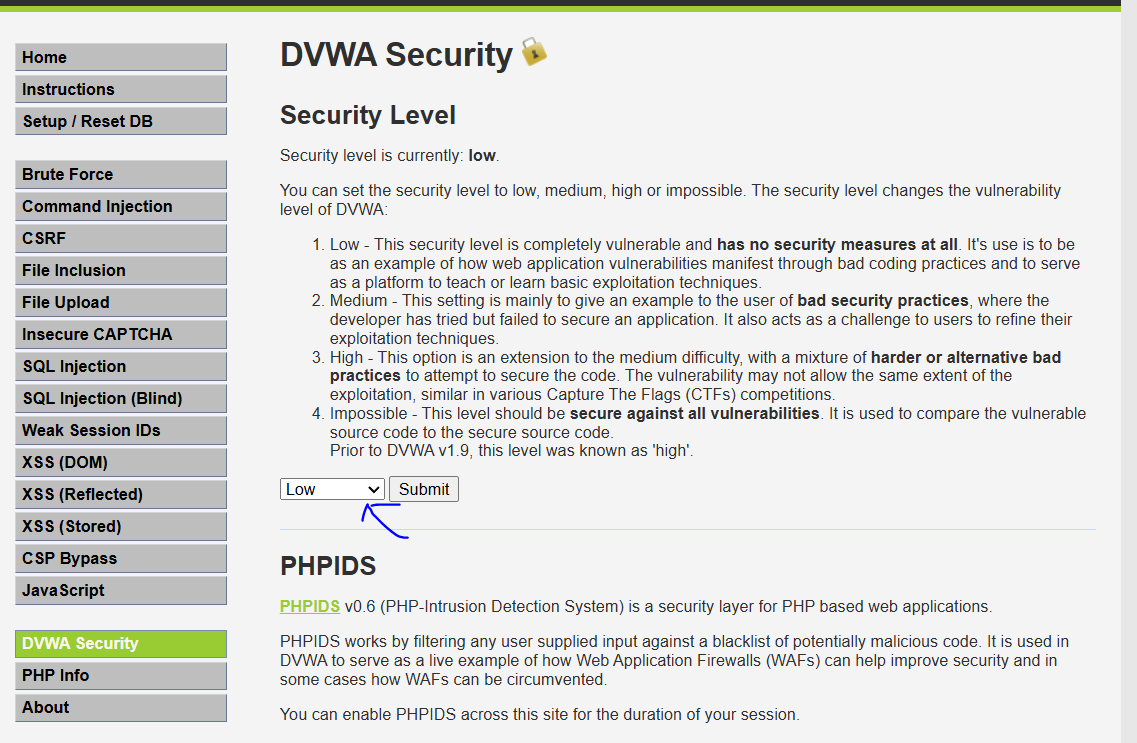 Home
Instructions
Setup / Reset DB
Brute Force
Command Injection
CSRF
File Inclusion
File Upload
Insecure CAPTCHA
SQL Injection
SQL Injection (Blind)
Weak Session IDs
XSS (DOM)
XSS (Reflected)
XSS (Stored)
CSP Bypass
JavaScript
DVWA Security
PHP Info
About
DVWA Security
Security Level
Security level is currently: low.
You can set the security level to low, medium, high or impossible. The security level changes the vulnerability
level of DVWA:
1. Low - This security level is completely vulnerable and has no security measures at all. It's use is to be
as an example of how web application vulnerabilities manifest through bad coding practices and to serve
as a platform to teach or learn basic exploitation techniques.
2. Medium - This setting is mainly to give an example to the user of bad security practices, where the
developer has tried but failed to secure an application. It also acts as a challenge to users to refine their
exploitation techniques.
3. High - This option is an extension to the medium difficulty, with a mixture of harder or alternative bad
practices to attempt to secure the code. The vulnerability may not allow the same extent of the
exploitation, similar in various Capture The Flags (CTFs) competitions.
4. Impossible - This level should be secure against all vulnerabilities. It is used to compare the vulnerable
source code to the secure source code.
Prior to DVWA v1.9, this level was known as 'high'.
Low Submit
PHPIDS
PHPIDS v0.6 (PHP-Intrusion Detection System) is a security layer for PHP based web applications.
PHPIDS works by filtering any user supplied input against a blacklist of potentially malicious code. It is used in
DVWA to serve as a live example of how Web Application Firewalls (WAFs) can help improve security and in
some cases how WAFs can be circumvented.
You can enable PHPIDS across this site for the duration of your session.